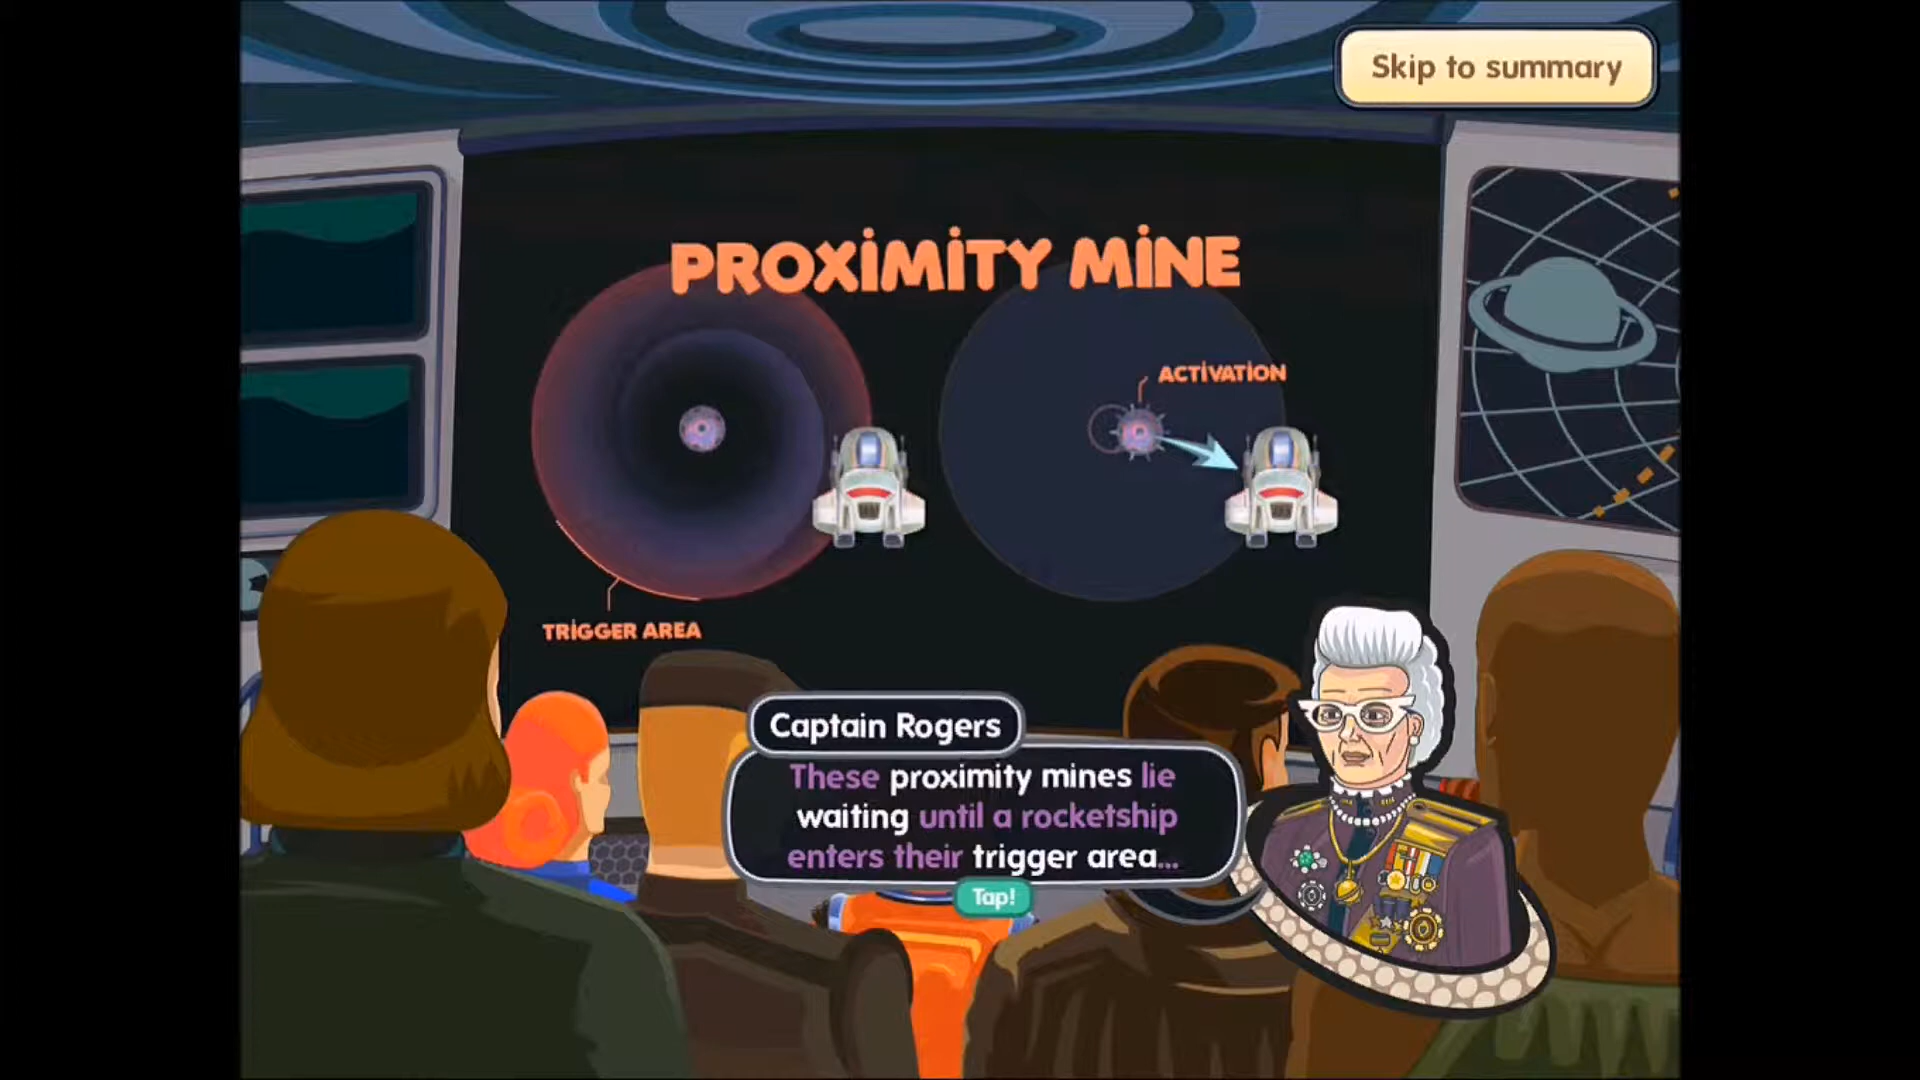 Skip to summary
PROXIMITY MINE
ACTIVATION
TRIGGER AREA
Captain Rogers
These proximity mines lie
waiting until a rocketship
enters their trigger area...
Tap!